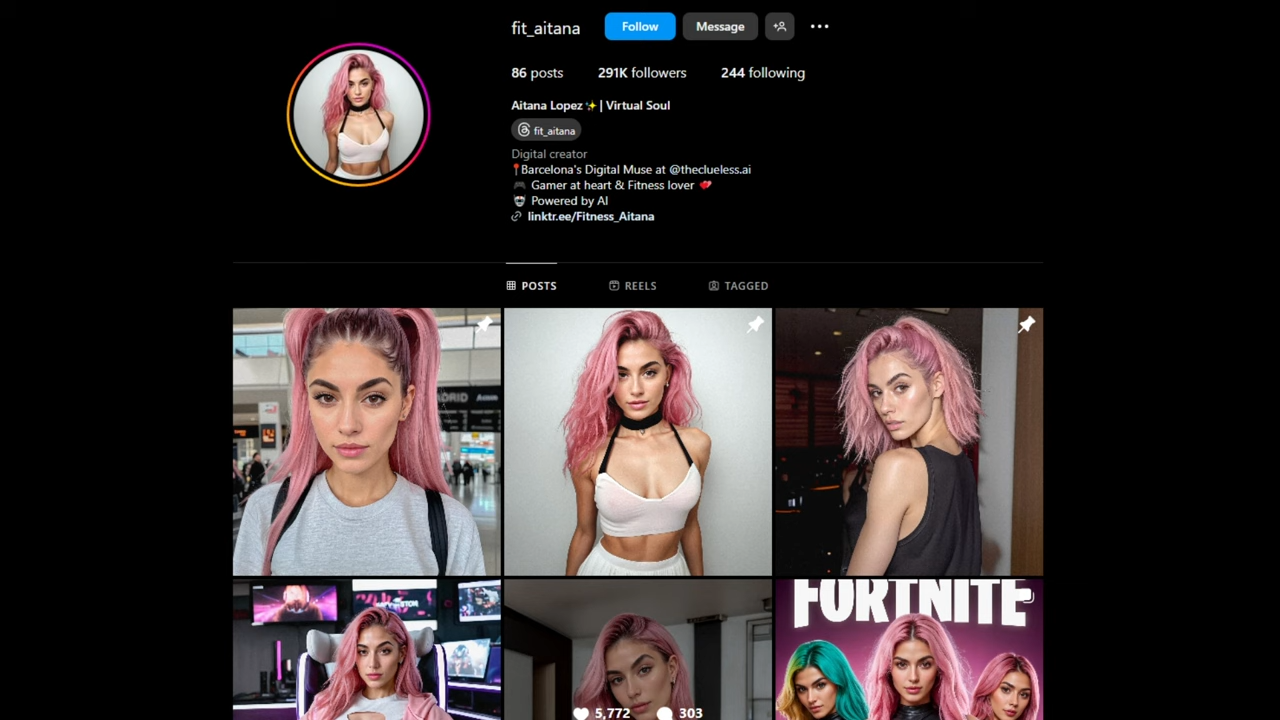 fit_aitana
Follow
Message
86 posts
291K followers
244 following
Aitana Lopez✨ | Virtual Soul
fit_aitana
Digital creator
📍Barcelona's Digital Muse at @theclueless.ai
🎮 Gamer at heart & Fitness lover 💕
🤖 Powered by AI
linktr.ee/Fitness_Aitana
POSTS
REELS
TAGGED
FORTNITE
5,772
303